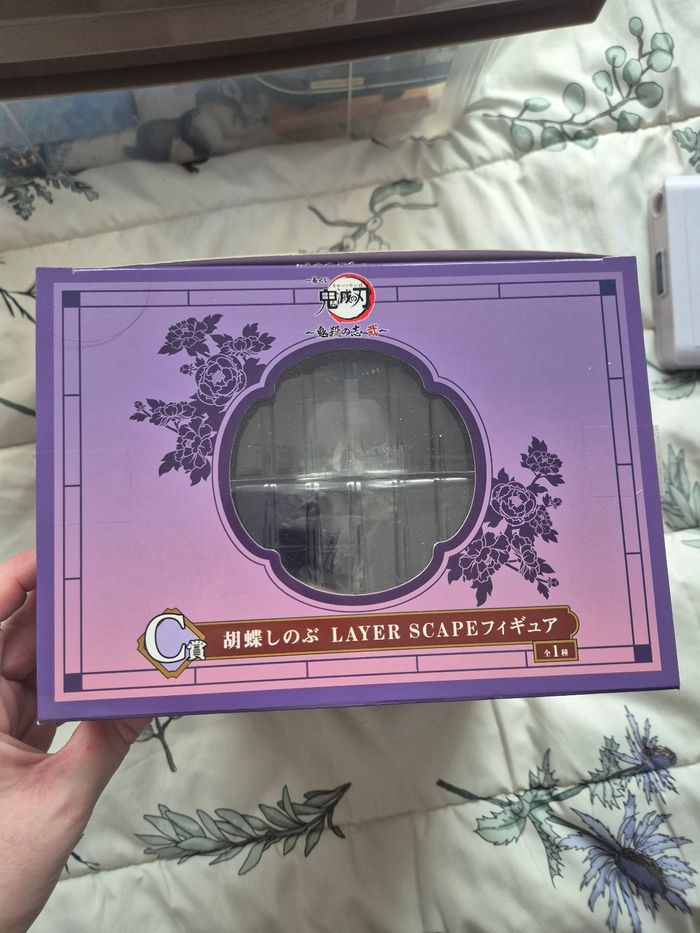 一番くじ
鬼滅の刃
～鬼殺の志 弐～
C賞
胡蝶しのぶ LAYER SCAPEフィギュア
全1種